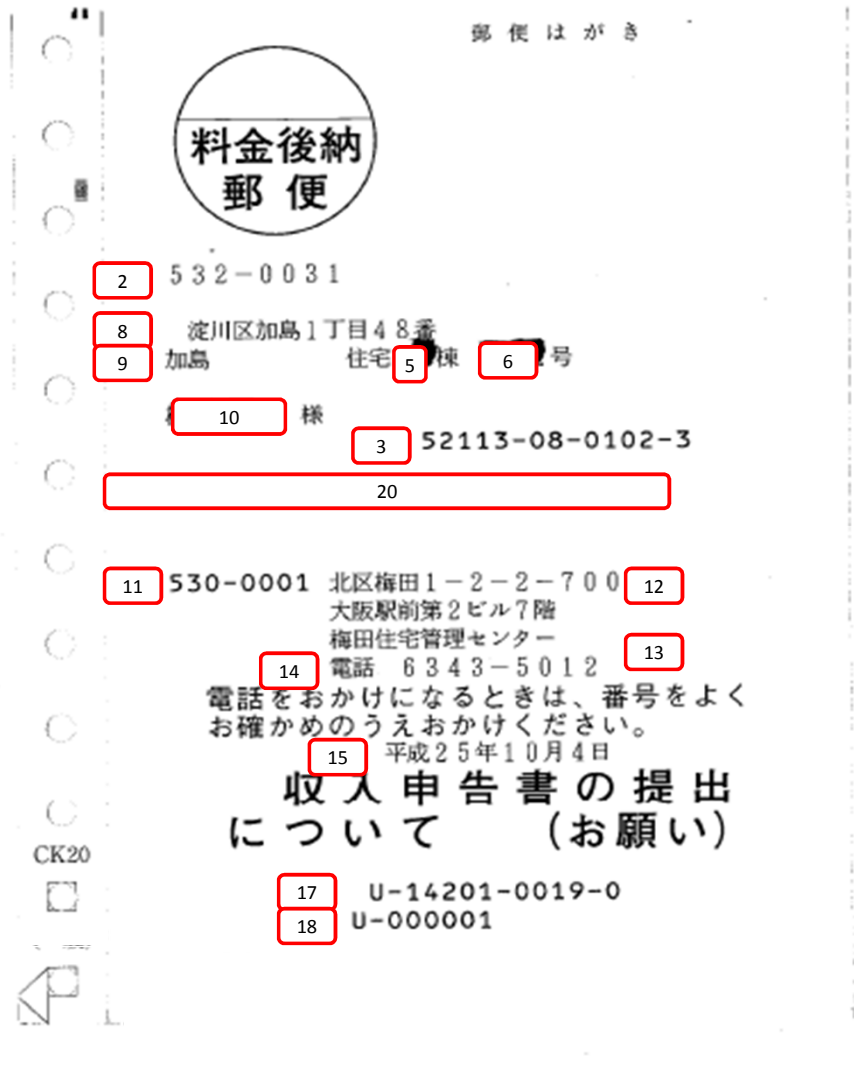 郵便はがき
料金後納
郵便
2 532-0031
8 淀川区加島1丁目48番
9 加島 住宅 5 棟 6 号
10 様
3 52113-08-0102-3
20
11 530-0001 北区梅田1-2-2-700 12
大阪駅前第2ビル7階
梅田住宅管理センター 13
14 電話 6343-5012
電話をおかけになるときは、番号をよく
お確かめのうえおかけください。
15 平成25年10月4日
収入申告書の提出
について (お願い)
CK20
17 U-14201-0019-0
18 U-000001